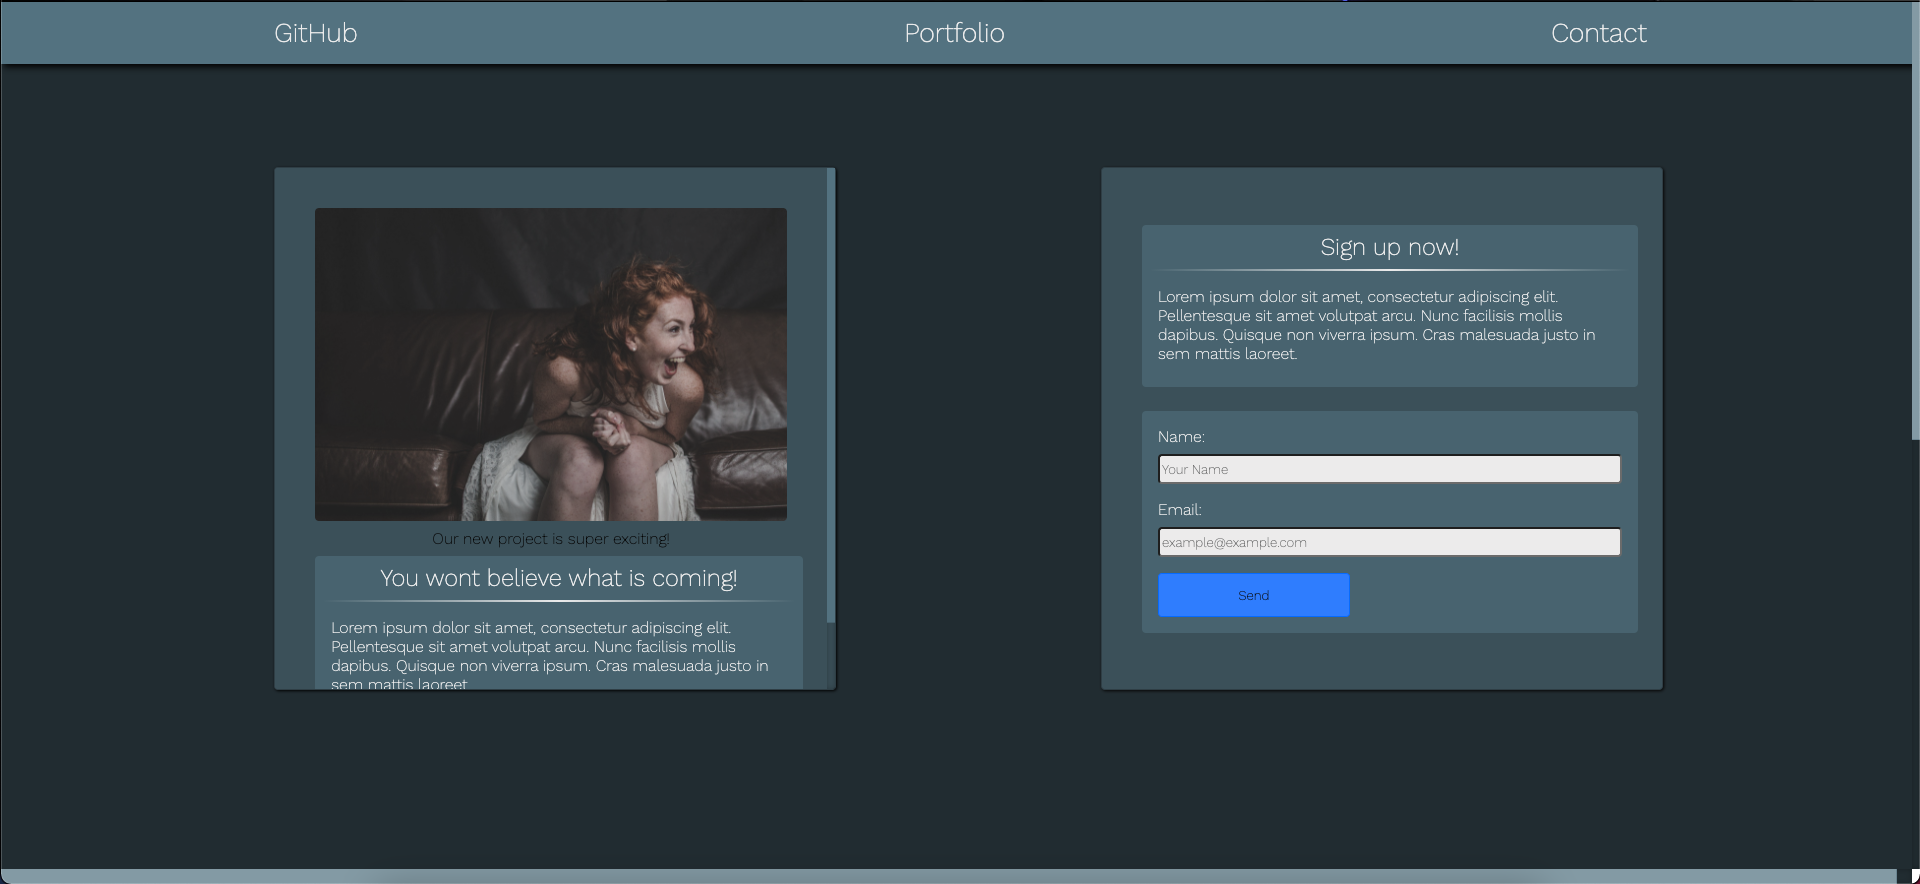 GitHub
Portfolio
Contact
Our new project is super exciting!
You wont believe what is coming!
Lorem ipsum dolor sit amet, consectetur adipiscing elit.
Pellentesque sit amet volutpat arcu. Nunc facilisis mollis
dapibus. Quisque non viverra ipsum. Cras malesuada justo in
sem mattis laoreet
Sign up now!
Lorem ipsum dolor sit amet, consectetur adipiscing elit.
Pellentesque sit amet volutpat arcu. Nunc facilisis mollis
dapibus. Quisque non viverra ipsum. Cras malesuada justo in
sem mattis laoreet.
Name:
Your Name
Email:
example@example.com
Send